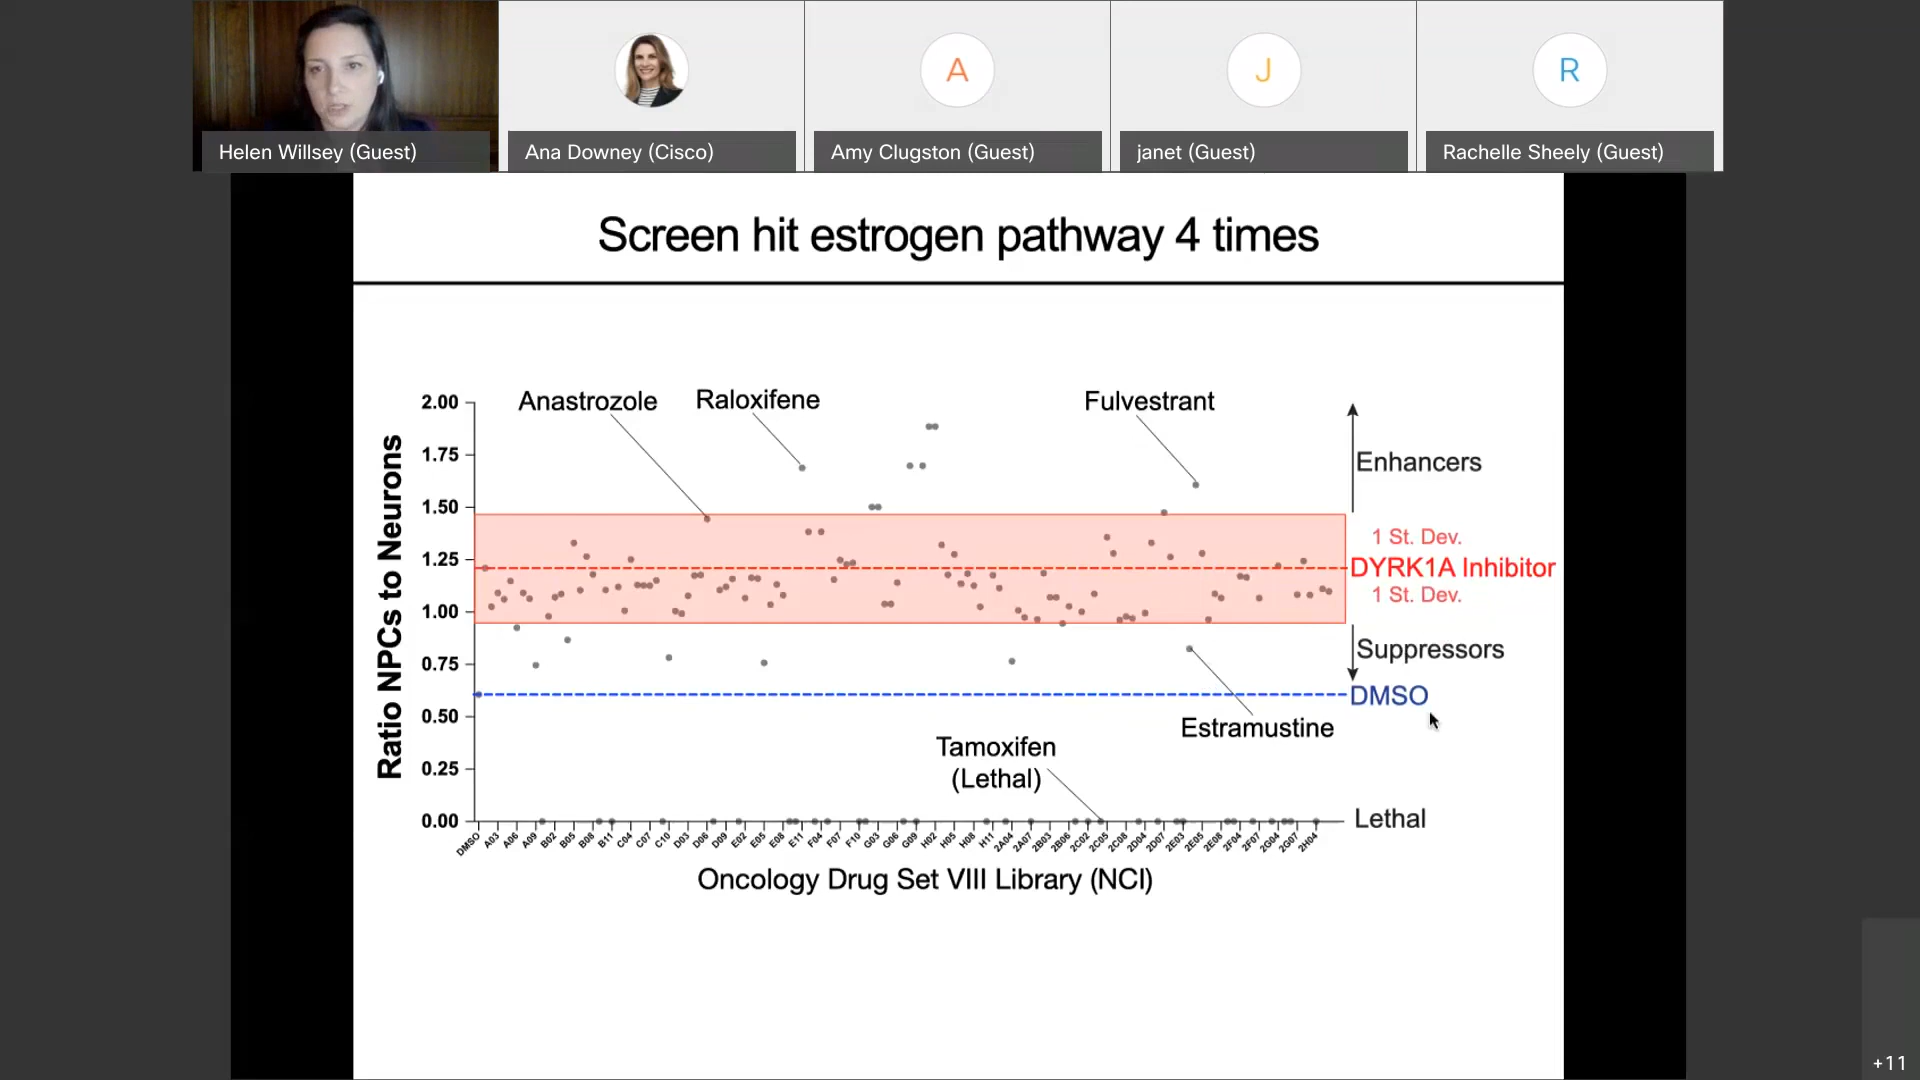 Helen Willsey (Guest)
Ana Downey (Cisco)
A
Amy Clugston (Guest)
J
janet (Guest)
R
Rachelle Sheely (Guest)
Screen hit estrogen pathway 4 times
Anastrozole
Raloxifene
Fulvestrant
Ratio NPCs to Neurons
2.00
1.75
1.50
1.25
1.00
0.75
0.50
0.25
0.00
Enhancers
1 St. Dev.
DYRK1A Inhibitor
1 St. Dev.
Suppressors
DMSO
Estramustine
Tamoxifen
(Lethal)
Lethal
DMSO A03 A06 A09 B02 B05 B08 B11 C04 C07 C10 D03 D06 D09 E02 E05 E08 E11 F04 F07 F10 G03 G06 G09 H02 H05 H08 H11 2A04 2A07 2B03 2B06 2C02 2C05 2C08 2D04 2D07 2E03 2E05 2E08 2F04 2F07 2G04 2G07 2H04
Oncology Drug Set VIII Library (NCI)
+11